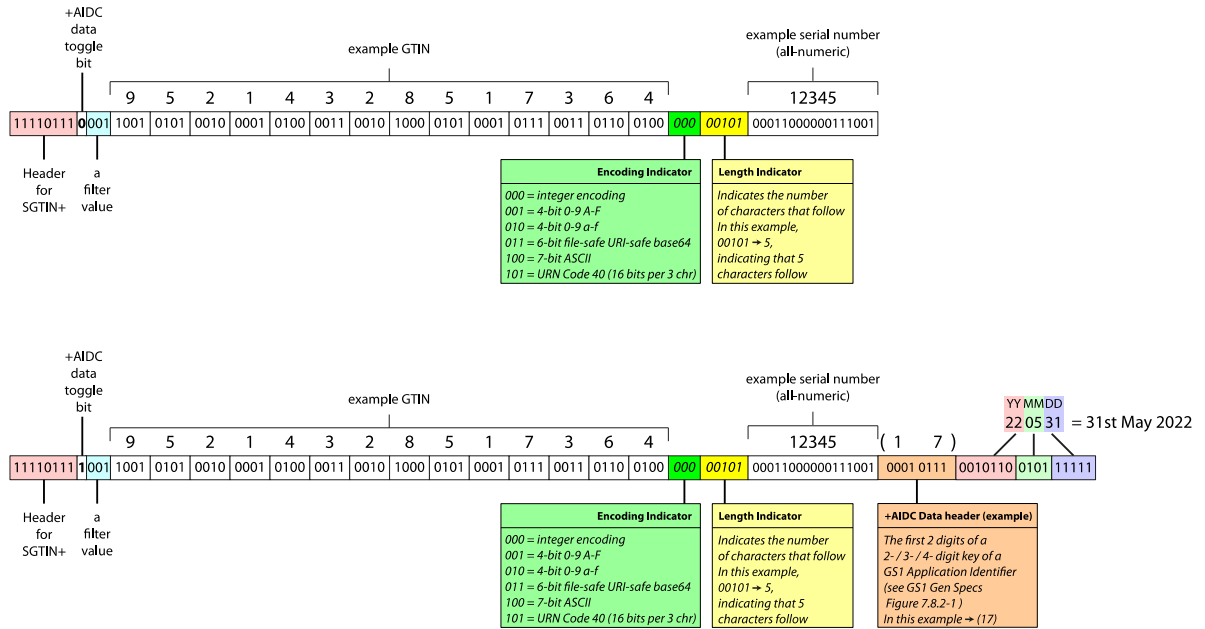 +AIDC
data
toggle
bit
example GTIN
example serial number
(all-numeric)
9 5 2 1 4 3 2 8 5 1 7 3 6 4 12345
11110111 0 001 1001 0101 0010 0001 0100 0011 0010 1000 0101 0001 0111 0011 0110 0100 000 00101 00011000000111001
Header
for
SGTIN+
a
filter
value
Encoding Indicator
000 = integer encoding
001 = 4-bit 0-9 A-F
010 = 4-bit 0-9 a-f
011 = 6-bit file-safe URI-safe base64
100 = 7-bit ASCII
101 = URN Code 40 (16 bits per 3 chr)
Length Indicator
Indicates the number
of characters that follow
In this example,
00101 → 5,
indicating that 5
characters follow
+AIDC
data
toggle
bit
example GTIN
example serial number
(all-numeric)
YY MM DD
22 05 31 = 31st May 2022
9 5 2 1 4 3 2 8 5 1 7 3 6 4 12345 ( 1 7 )
11110111 1 001 1001 0101 0010 0001 0100 0011 0010 1000 0101 0001 0111 0011 0110 0100 000 00101 00011000000111001 0001 0111 0010110 0101 11111
Header
for
SGTIN+
a
filter
value
Encoding Indicator
000 = integer encoding
001 = 4-bit 0-9 A-F
010 = 4-bit 0-9 a-f
011 = 6-bit file-safe URI-safe base64
100 = 7-bit ASCII
101 = URN Code 40 (16 bits per 3 chr)
Length Indicator
Indicates the number
of characters that follow
In this example,
00101 → 5,
indicating that 5
characters follow
+AIDC Data header (example)
The first 2 digits of a
2- / 3- / 4- digit key of a
GS1 Application Identifier
(see GS1 Gen Specs
Figure 7.8.2-1 )
In this example → (17)